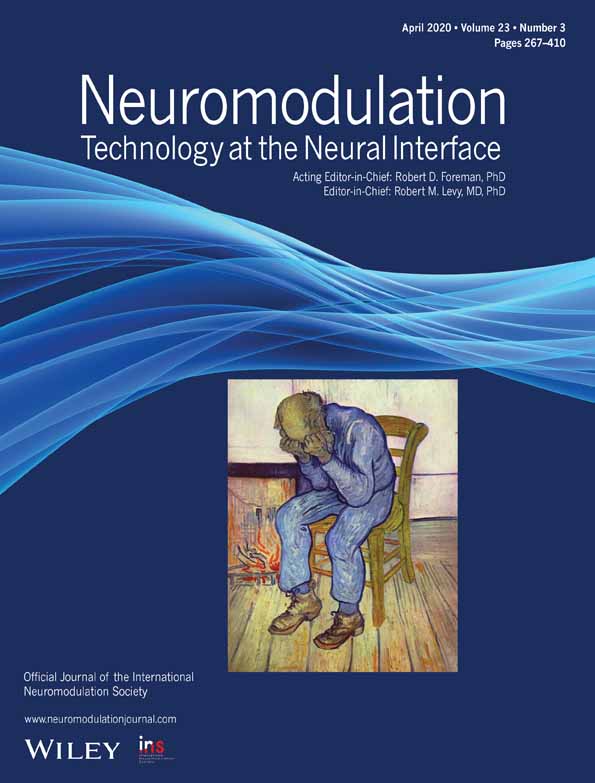 April 2020 • Volume 23 • Number 3
Pages 267–410
Neuromodulation
Technology at the Neural Interface
Acting Editor-in-Chief: Robert D. Foreman, PhD
Editor-in-Chief: Robert M. Levy, MD, PhD
Official Journal of the International
Neuromodulation Society
www.neuromodulationjournal.com
WILEY
ins